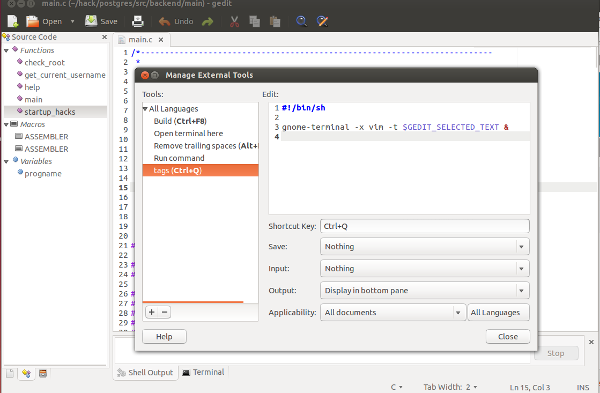 main.c (~/hack/postgres/src/backend/main) - gedit
Open Save Undo
Source Code
main.c
Functions
check_root
get_current_username
help
main
startup_hacks
Macros
ASSEMBLER
ASSEMBLER
Variables
progname
1 /*-------------------------------------------------------------------------
2 *
3
4
5
6
7
8
9
10
11
12
13
14
15
16
17
18
19
20
21 #
22 #
23 #
24
25 #
26 #
27 #
28 #
29 #
Manage External Tools
Tools:
All Languages
Build (Ctrl+F8)
Open terminal here
Remove trailing spaces (Alt+
Run command
tags (Ctrl+Q)
Edit:
1 #!/bin/sh
2
3 gnome-terminal -x vim -t $GEDIT_SELECTED_TEXT &
4
Shortcut Key: Ctrl+Q
Save: Nothing
Input: Nothing
Output: Display in bottom pane
Applicability: All documents All Languages
Help Close
Stop
Shell Output Terminal
C Tab Width: 2 Ln 15, Col 3 INS